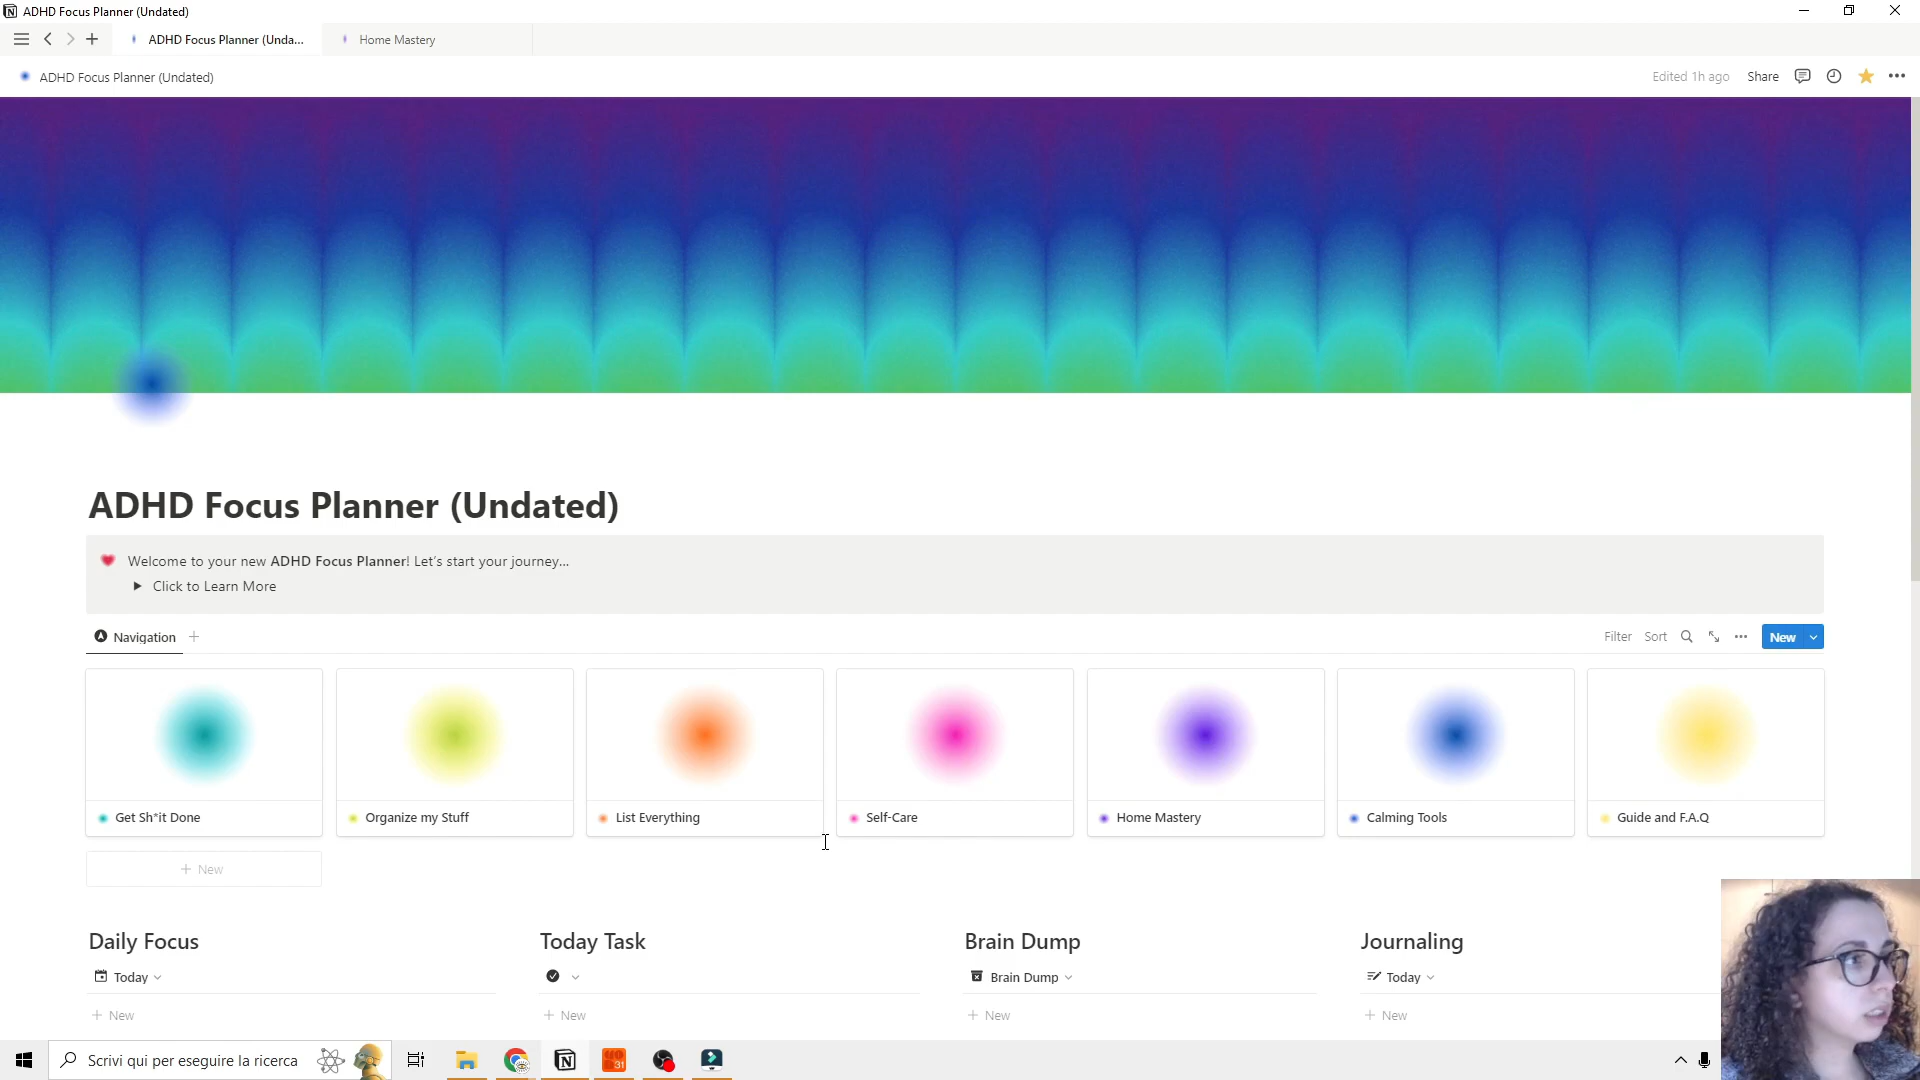 ADHD Focus Planner (Undated)
ADHD Focus Planner (Unda...
Home Mastery
ADHD Focus Planner (Undated)
Edited 1h ago
Share
ADHD Focus Planner (Undated)
Welcome to your new ADHD Focus Planner! Let's start your journey...
Click to Learn More
Navigation
Filter
Sort
New
Get Sh*it Done
Organize my Stuff
List Everything
Self-Care
Home Mastery
Calming Tools
Guide and F.A.Q
+ New
Daily Focus
Today Task
Brain Dump
Journaling
Today
Brain Dump
Today
+ New
+ New
+ New
+ New
Scrivi qui per eseguire la ricerca
31